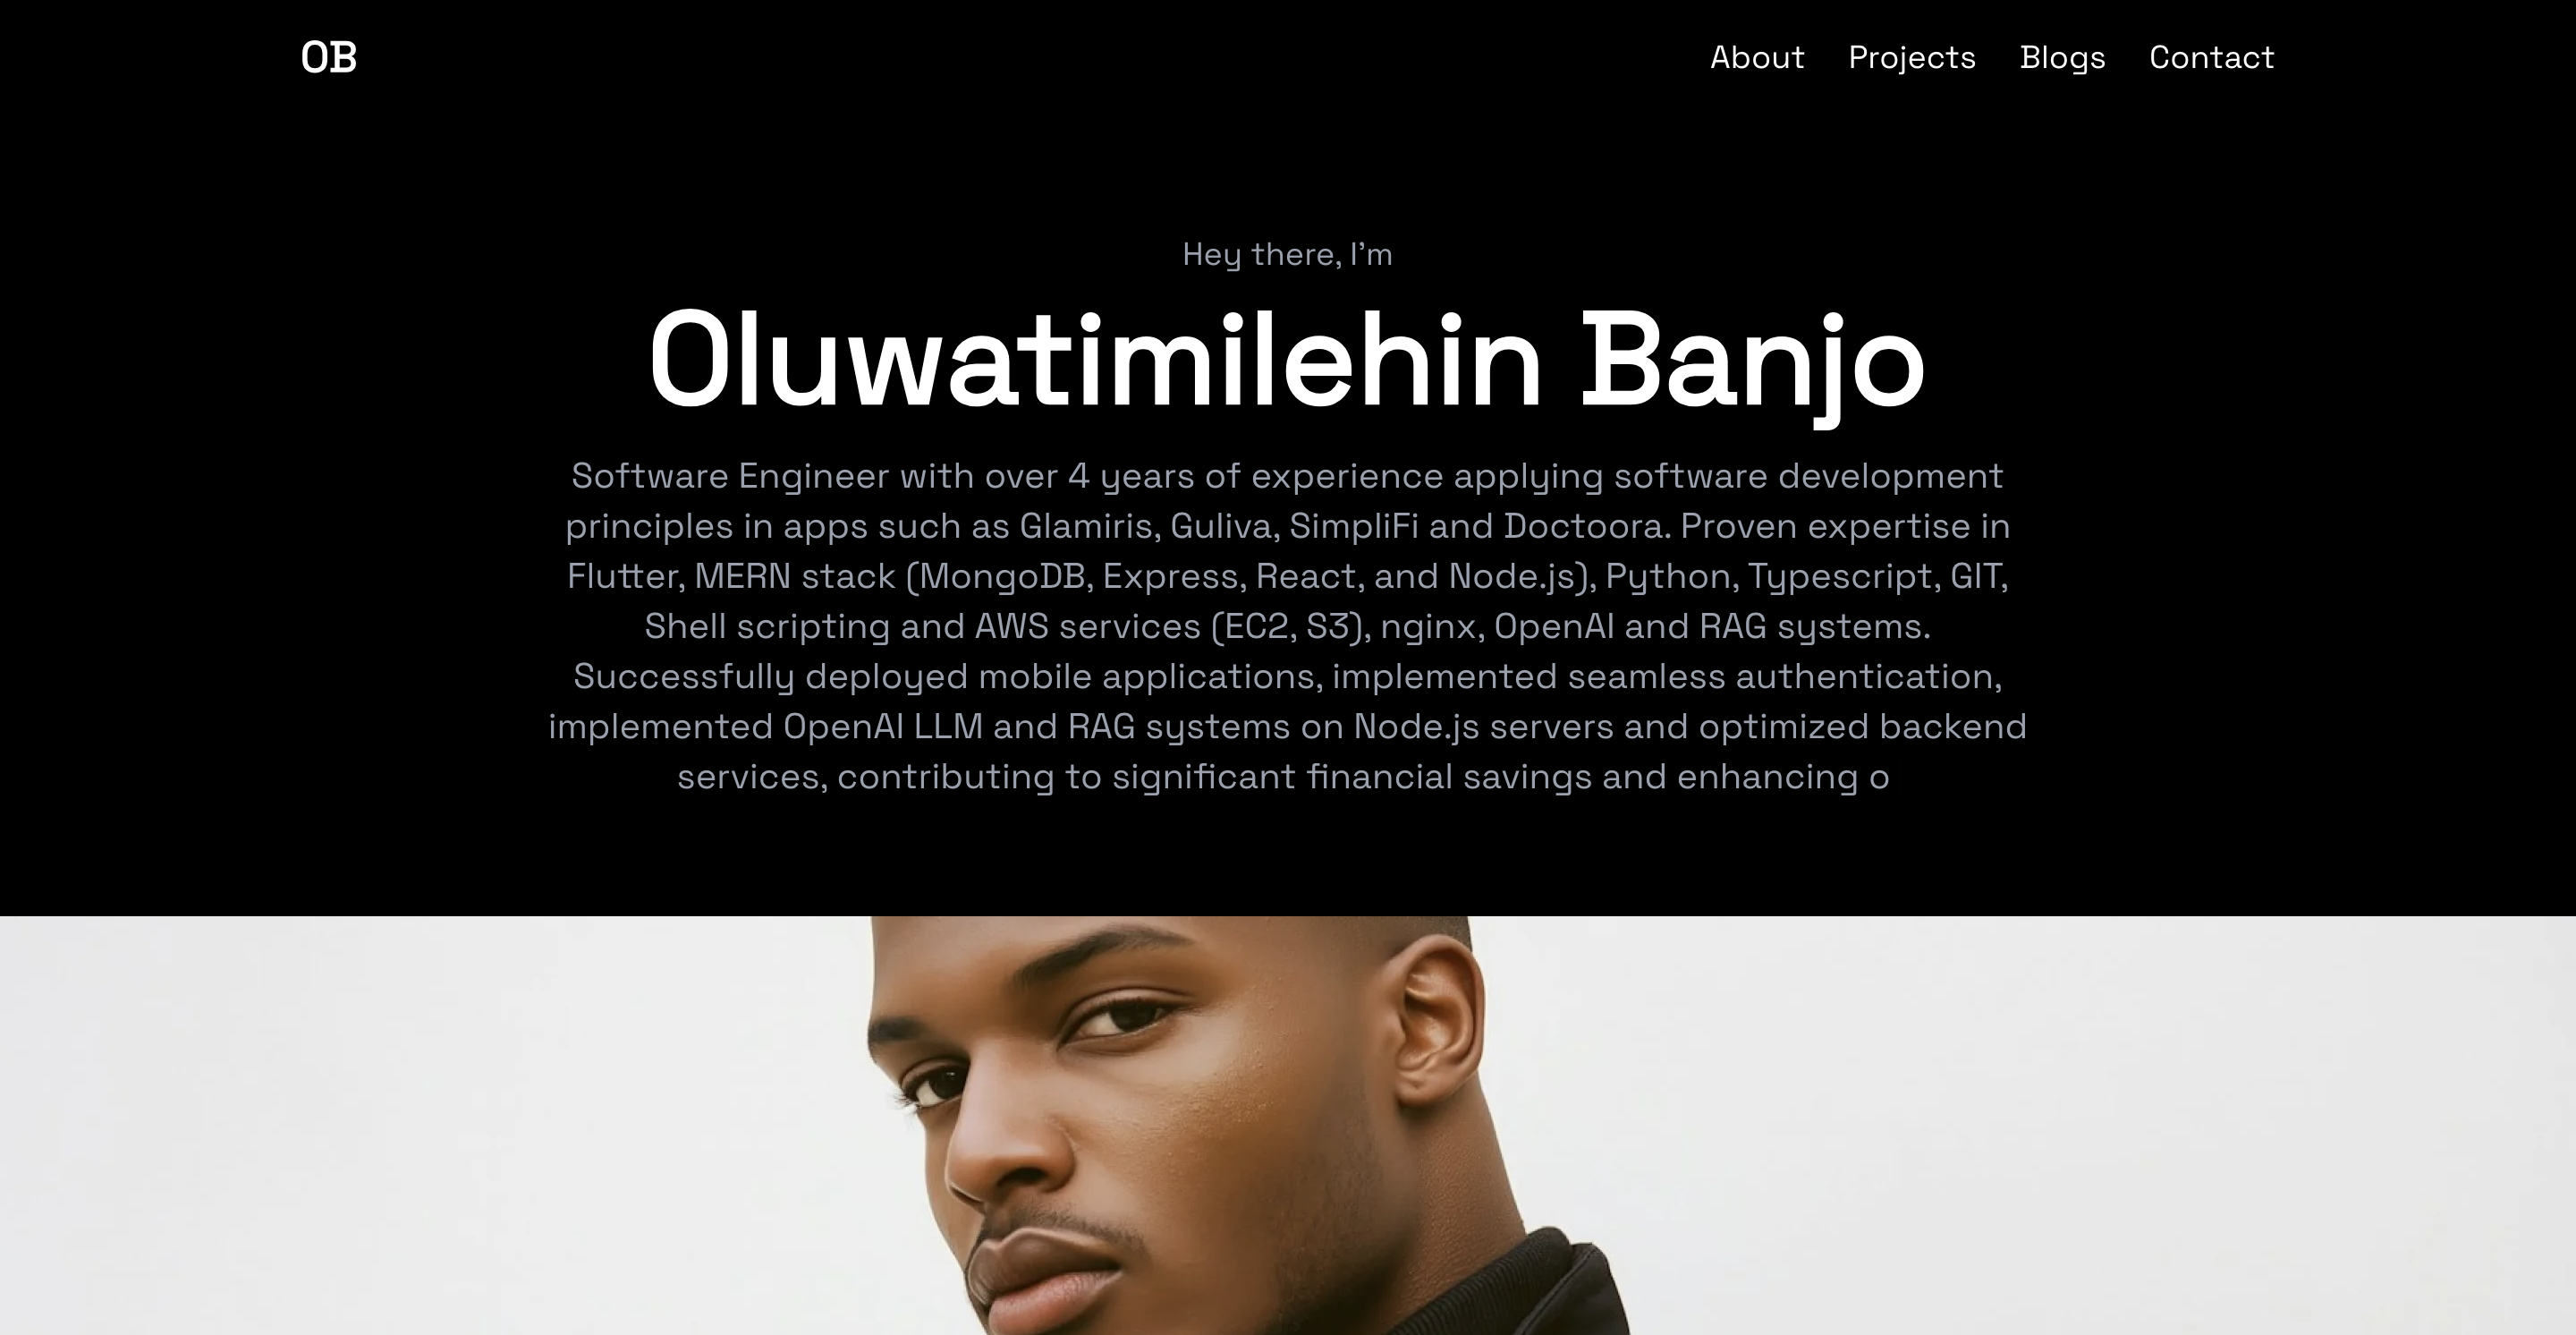 OB
About Projects Blogs Contact
Hey there, I'm
Oluwatimilehin Banjo
Software Engineer with over 4 years of experience applying software development
principles in apps such as Glamiris, Guliva, SimpliFi and Doctoora. Proven expertise in
Flutter, MERN stack (MongoDB, Express, React, and Node.js), Python, Typescript, GIT,
Shell scripting and AWS services (EC2, S3), nginx, OpenAI and RAG systems.
Successfully deployed mobile applications, implemented seamless authentication,
implemented OpenAI LLM and RAG systems on Node.js servers and optimized backend
services, contributing to significant financial savings and enhancing o